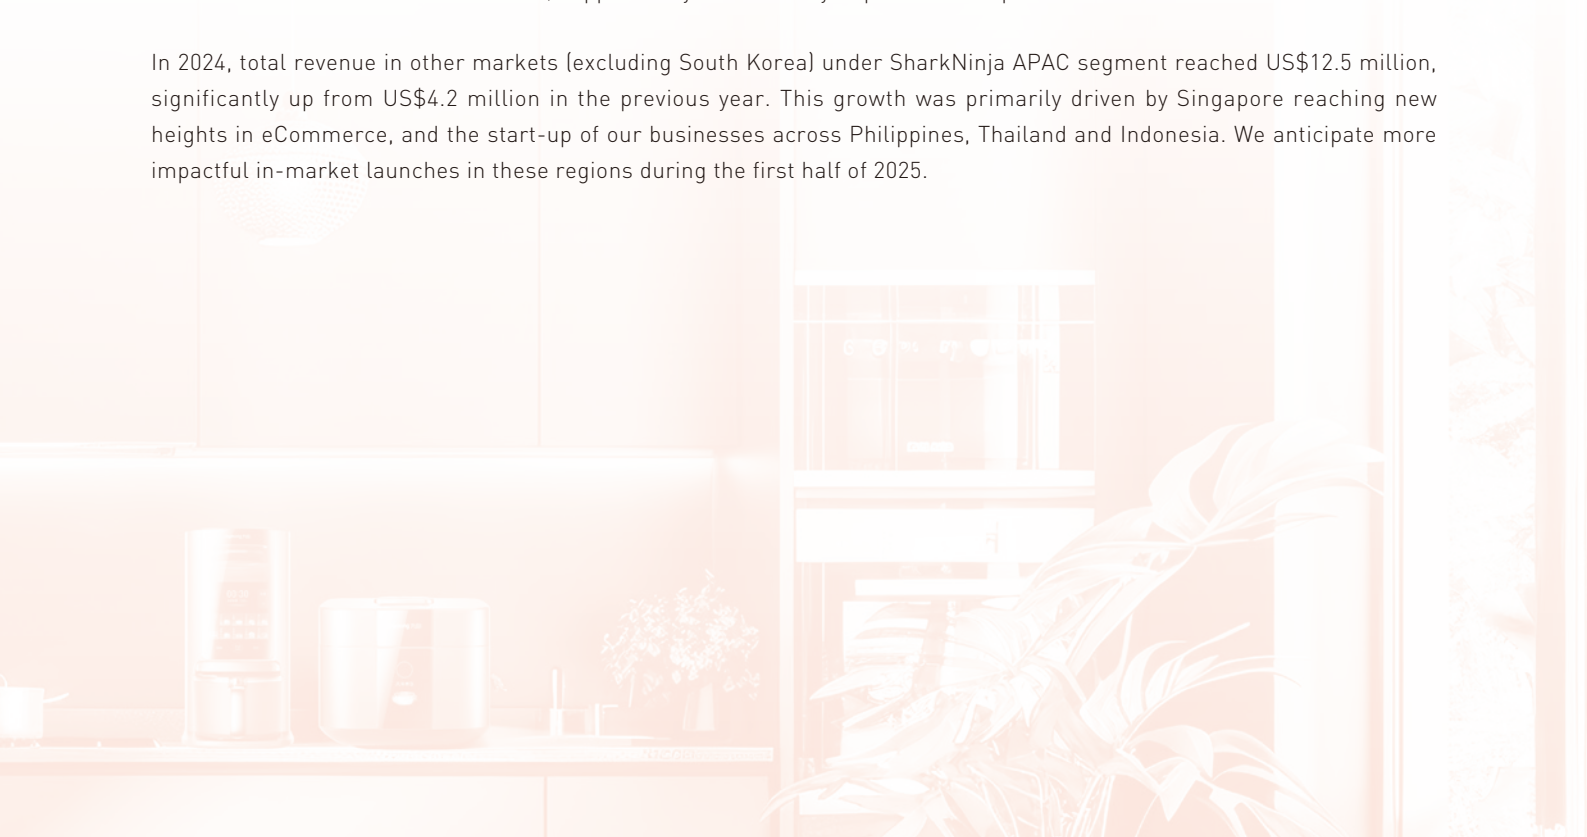 In 2024, total revenue in other markets (excluding South Korea) under SharkNinja APAC segment reached US$12.5 million,
significantly up from US$4.2 million in the previous year. This growth was primarily driven by Singapore reaching new
heights in eCommerce, and the start-up of our businesses across Philippines, Thailand and Indonesia. We anticipate more
impactful in-market launches in these regions during the first half of 2025.